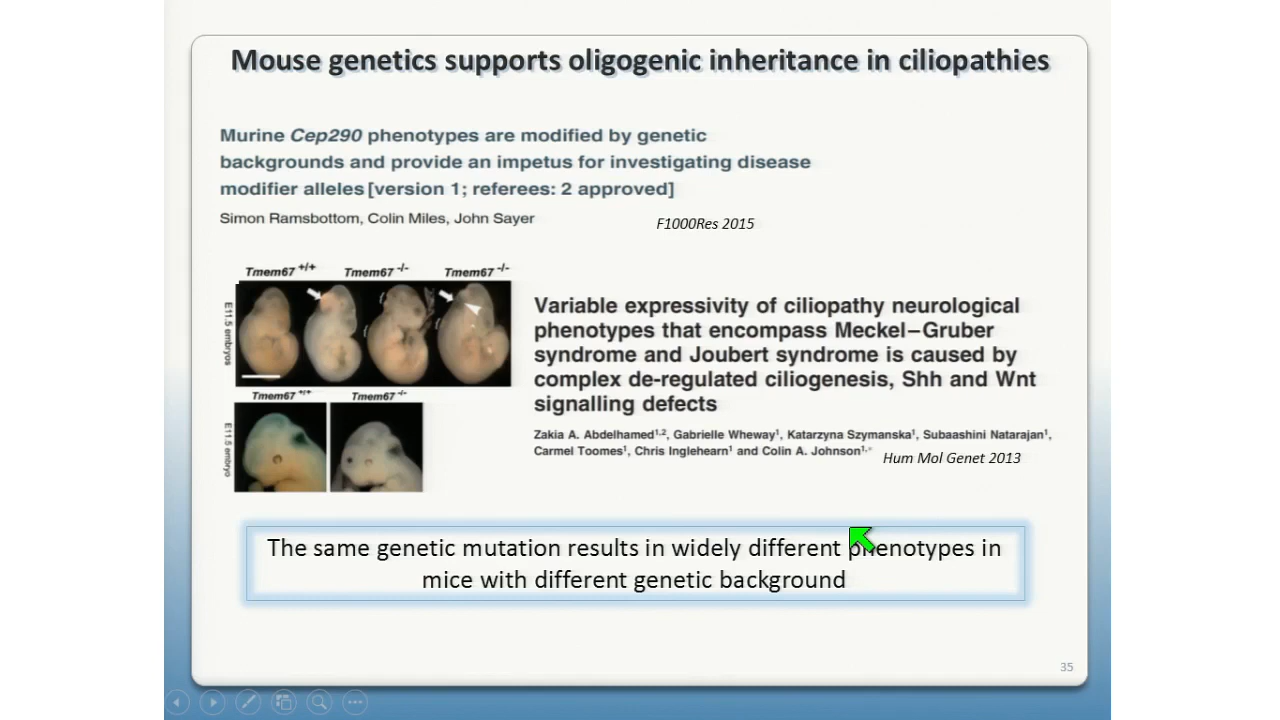 Mouse genetics supports oligogenic inheritance in ciliopathies
Murine Cep290 phenotypes are modified by genetic
backgrounds and provide an impetus for investigating disease
modifier alleles [version 1; referees: 2 approved]
Simon Ramsbottom, Colin Miles, John Sayer
F1000Res 2015
Tmem67 +/+ Tmem67 -/- Tmem67 -/-
E11.5 embryos
Tmem67 +/+ Tmem67 -/-
E11.5 embryo
Variable expressivity of ciliopathy neurological
phenotypes that encompass Meckel–Gruber
syndrome and Joubert syndrome is caused by
complex de-regulated ciliogenesis, Shh and Wnt
signalling defects
Zakia A. Abdelhamed1,2, Gabrielle Wheway1, Katarzyna Szymanska1, Subaashini Natarajan1,
Carmel Toomes1, Chris Inglehearn1 and Colin A. Johnson1,*
Hum Mol Genet 2013
The same genetic mutation results in widely different phenotypes in
mice with different genetic background
35